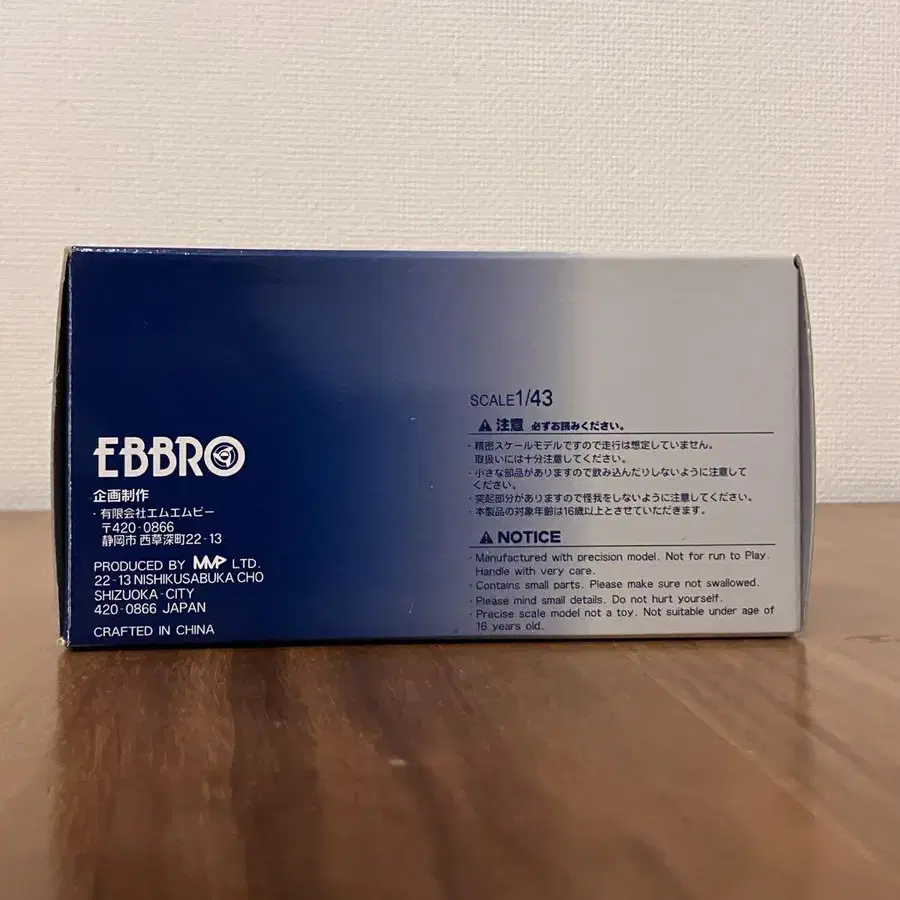 EBBRO
企画制作
・有限会社エムエムピー
〒420-0866
静岡市 西草深町22-13
PRODUCED BY MMP LTD.
22-13 NISHIKUSABUKA CHO
SHIZUOKA-CITY
420-0866 JAPAN
CRAFTED IN CHINA
SCALE1/43
注意 必ずお読みください。
・精密スケールモデルですので走行は想定していません。
取扱いには十分注意してください。
・小さな部品がありますので飲み込んだりしないように注意して
ください。
・突起部分がありますので怪我をしないように注意してください。
・本製品の対象年齢は16歳以上とさせていただきます。
NOTICE
・Manufactured with precision model. Not for run to Play.
Handle with very care.
・Contains small parts. Please make sure not swallowed.
・Please mind small details. Do not hurt yourself.
・Precise scale model not a toy. Not suitable under age of
16 years old.